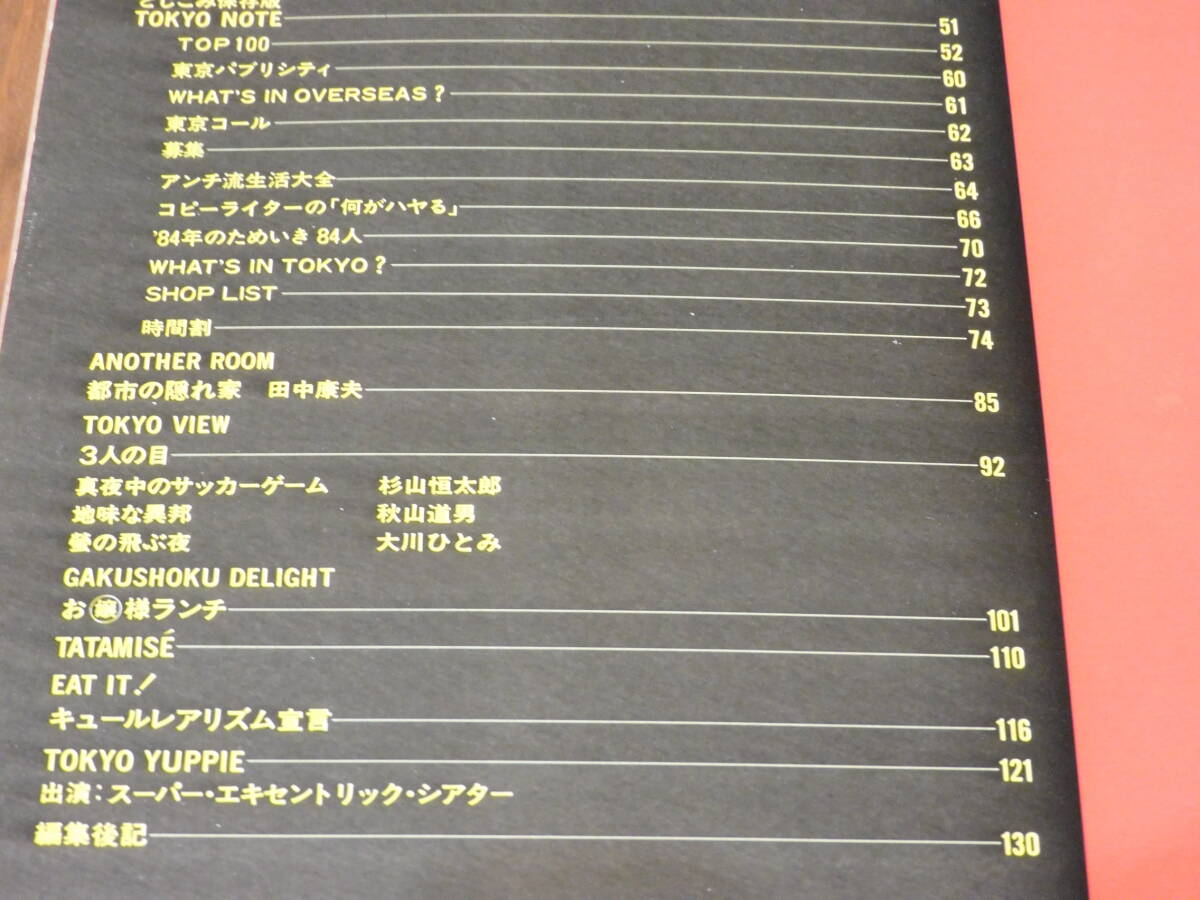 とじこみ保存版
TOKYO NOTE 51
TOP100 52
東京パブリシティ 60
WHAT'S IN OVERSEAS? 61
東京コール 62
募集 63
アンチ流生活大全 64
コピーライターの「何がハヤる」 66
'84年のためいき 84人 70
WHAT'S IN TOKYO? 72
SHOP LIST 73
時間割 74
ANOTHER ROOM
都市の隠れ家 田中康夫 85
TOKYO VIEW
3人の目 92
真夜中のサッカーゲーム 杉山恒太郎
地味な異邦 秋山道男
螢の飛ぶ夜 大川ひとみ
GAKUSHOKU DELIGHT
お嬢様ランチ 101
TATAMISÉ 110
EAT IT!
キュールレアリズム宣言 116
TOKYO YUPPIE 121
出演:スーパー・エキセントリック・シアター
編集後記 130